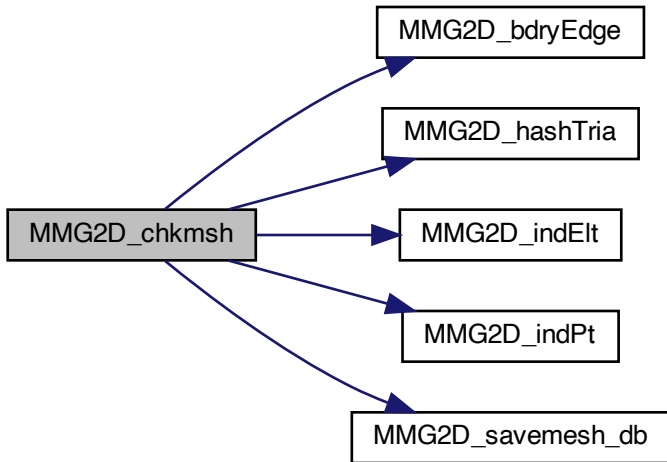 MMG2D_bdryEdge
MMG2D_hashTria
MMG2D_chkmsh
MMG2D_indElt
MMG2D_indPt
MMG2D_savemesh_db